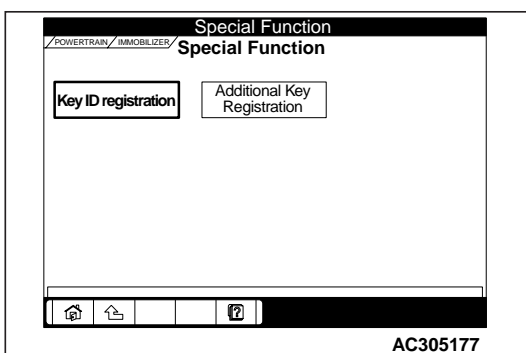 Special Function
POWERTRAIN/ IMMOBILIZER/ Special Function
Key ID registration
Additional Key
Registration
?
AC305177